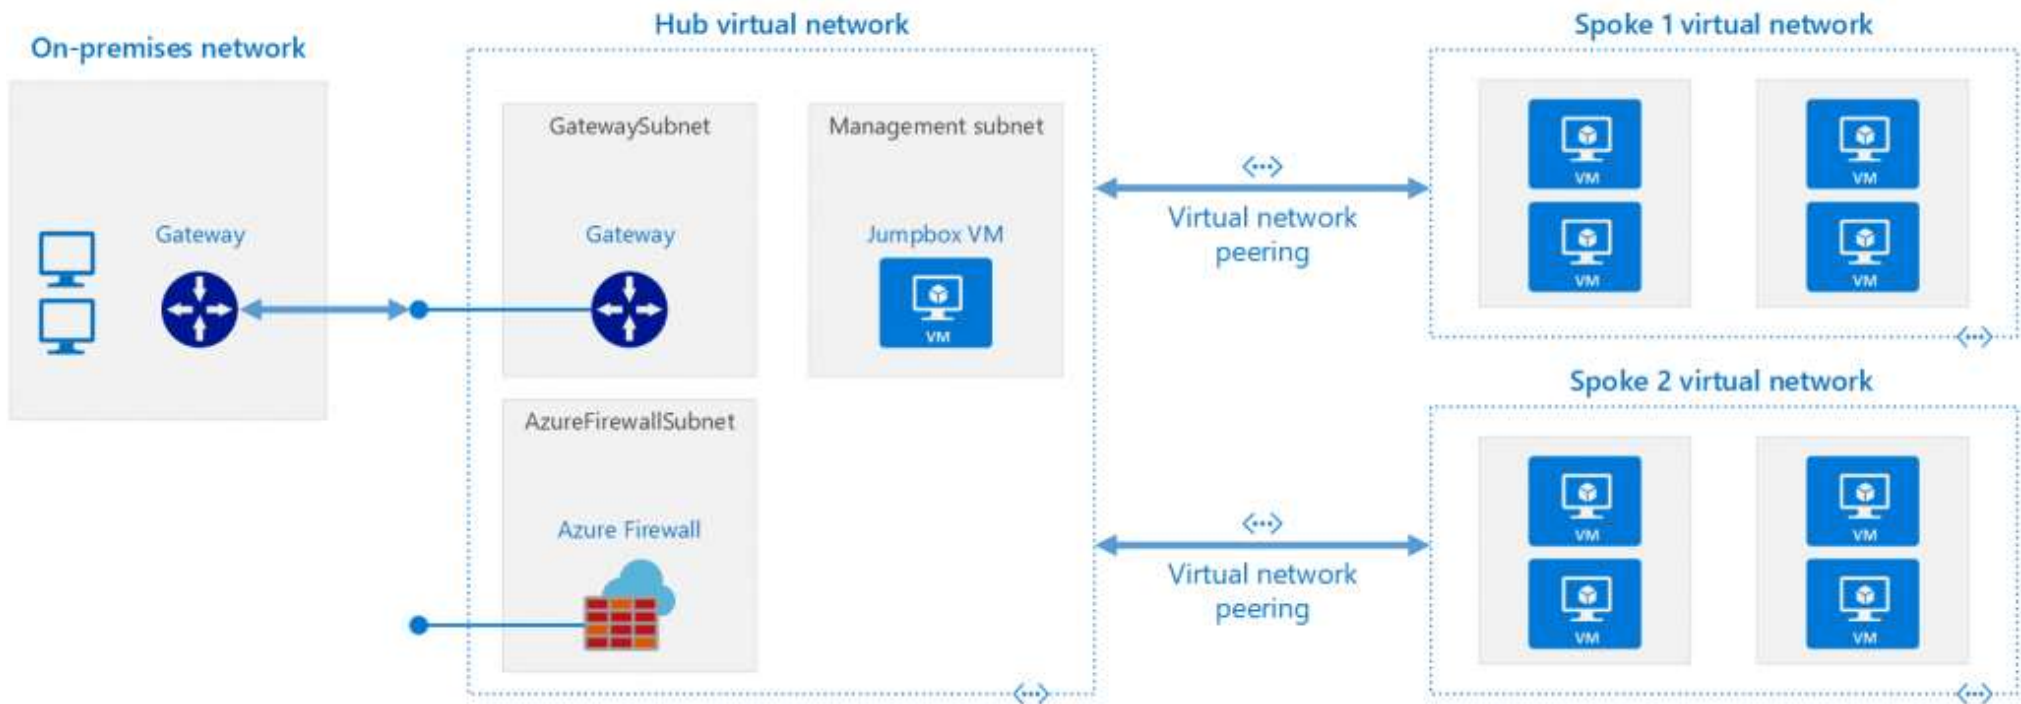 On-premises network
Gateway
Hub virtual network
GatewaySubnet
Gateway
Management subnet
Jumpbox VM
VM
AzureFirewallSubnet
Azure Firewall
Virtual network
peering
Virtual network
peering
Spoke 1 virtual network
VM
VM
VM
VM
Spoke 2 virtual network
VM
VM
VM
VM